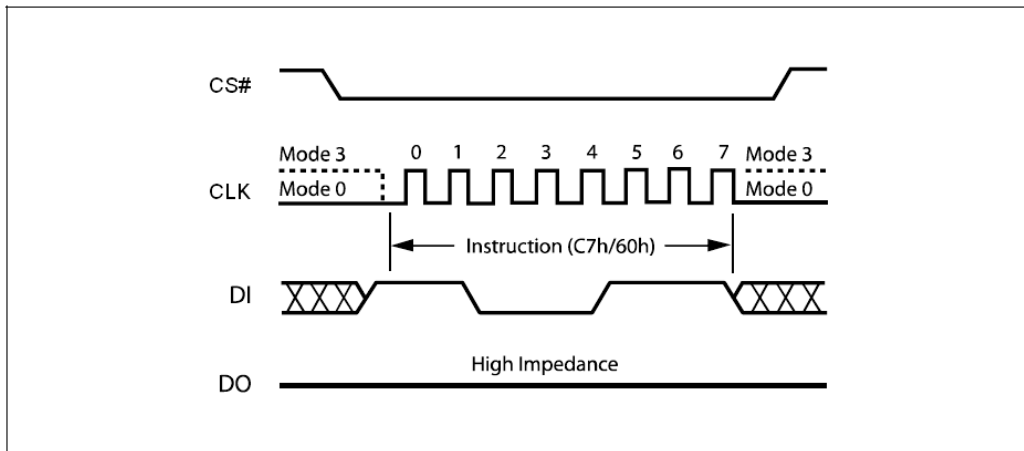 CS#
Mode 3 0 1 2 3 4 5 6 7 Mode 3
CLK Mode 0 Mode 0
Instruction (C7h/60h)
DI
High Impedance
DO